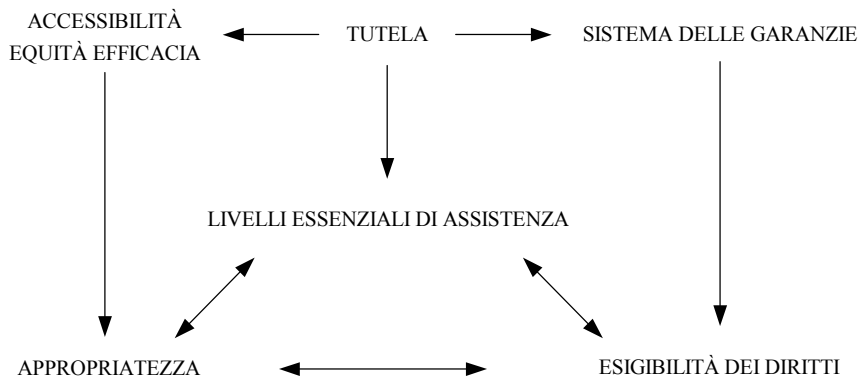 ACCESSIBILITÀ
EQUITÀ EFFICACIA
TUTELA
SISTEMA DELLE GARANZIE
LIVELLI ESSENZIALI DI ASSISTENZA
APPROPRIATEZZA
ESIGIBILITÀ DEI DIRITTI